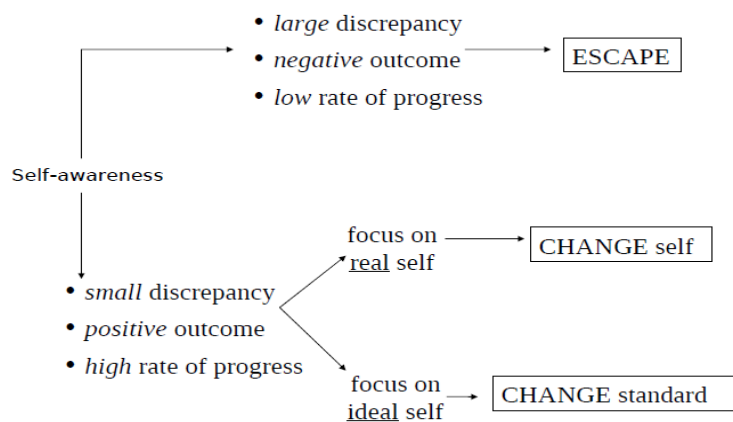 • large discrepancy
• negative outcome
• low rate of progress
ESCAPE
Self-awareness
• small discrepancy
• positive outcome
• high rate of progress
focus on
real self
CHANGE self
focus on
ideal self
CHANGE standard